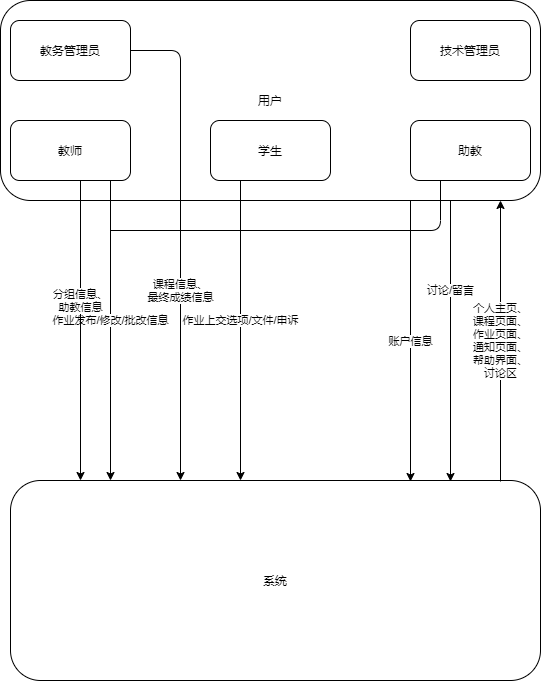 教务管理员
技术管理员
用户
教师
学生
助教
分组信息、
助教信息
作业发布/修改/批改信息
课程信息、
最终成绩信息
作业上交选项/文件/申诉
账户信息
讨论/留言
个人主页、
课程页面、
作业页面、
通知页面、
帮助界面、
讨论区
系统